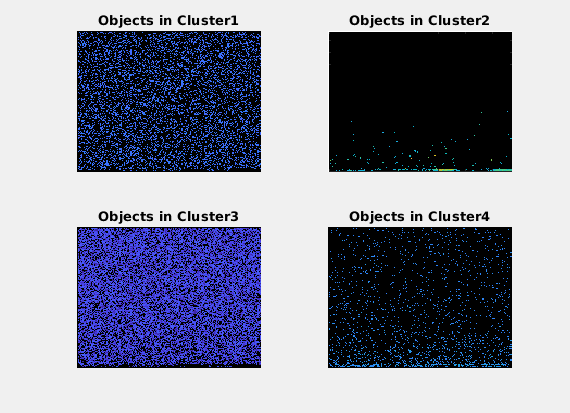 Objects in Cluster1
Objects in Cluster2
Objects in Cluster3
Objects in Cluster4